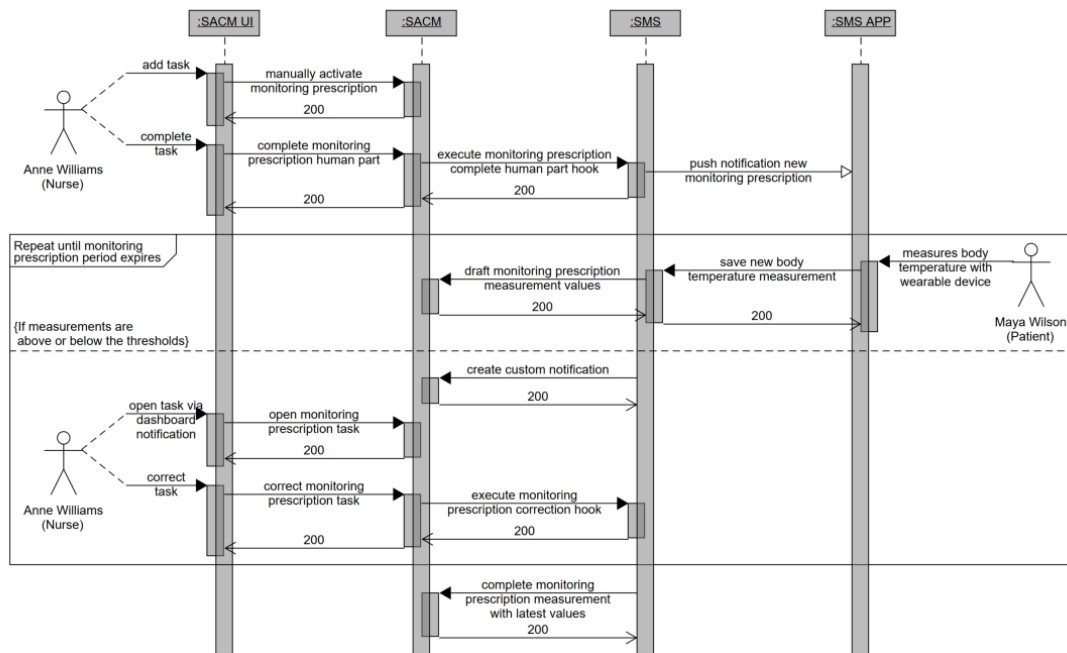 :SACM UI
:SACM
:SMS
:SMS APP
add task
manually activate
monitoring prescription
200
Anne Williams
(Nurse)
complete
task
complete monitoring
prescription human part
execute monitoring prescription
complete human part hook
push notification new
monitoring prescription
200
200
Repeat until monitoring
prescription period expires
measures body
temperature with
wearable device
save new body
temperature measurement
draft monitoring prescription
measurement values
200
200
Maya Wilson
(Patient)
{If measurements are
above or below the thresholds}
create custom notification
200
open task via
dashboard
notification
open monitoring
prescription task
200
Anne Williams
(Nurse)
correct
task
correct monitoring
prescription task
execute monitoring
prescription correction hook
200
200
complete monitoring
prescription measurement
with latest values
200